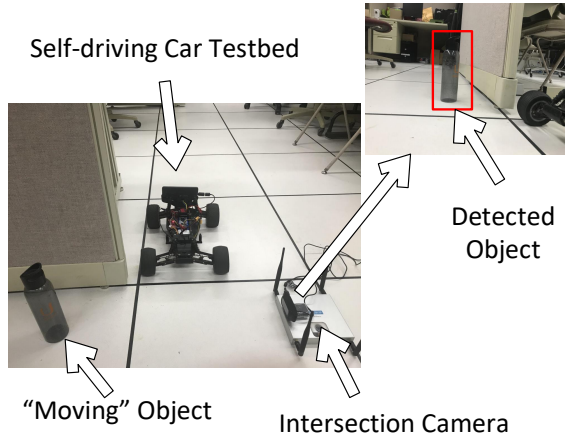 Self-driving Car Testbed
Detected
Object
“Moving” Object
Intersection Camera